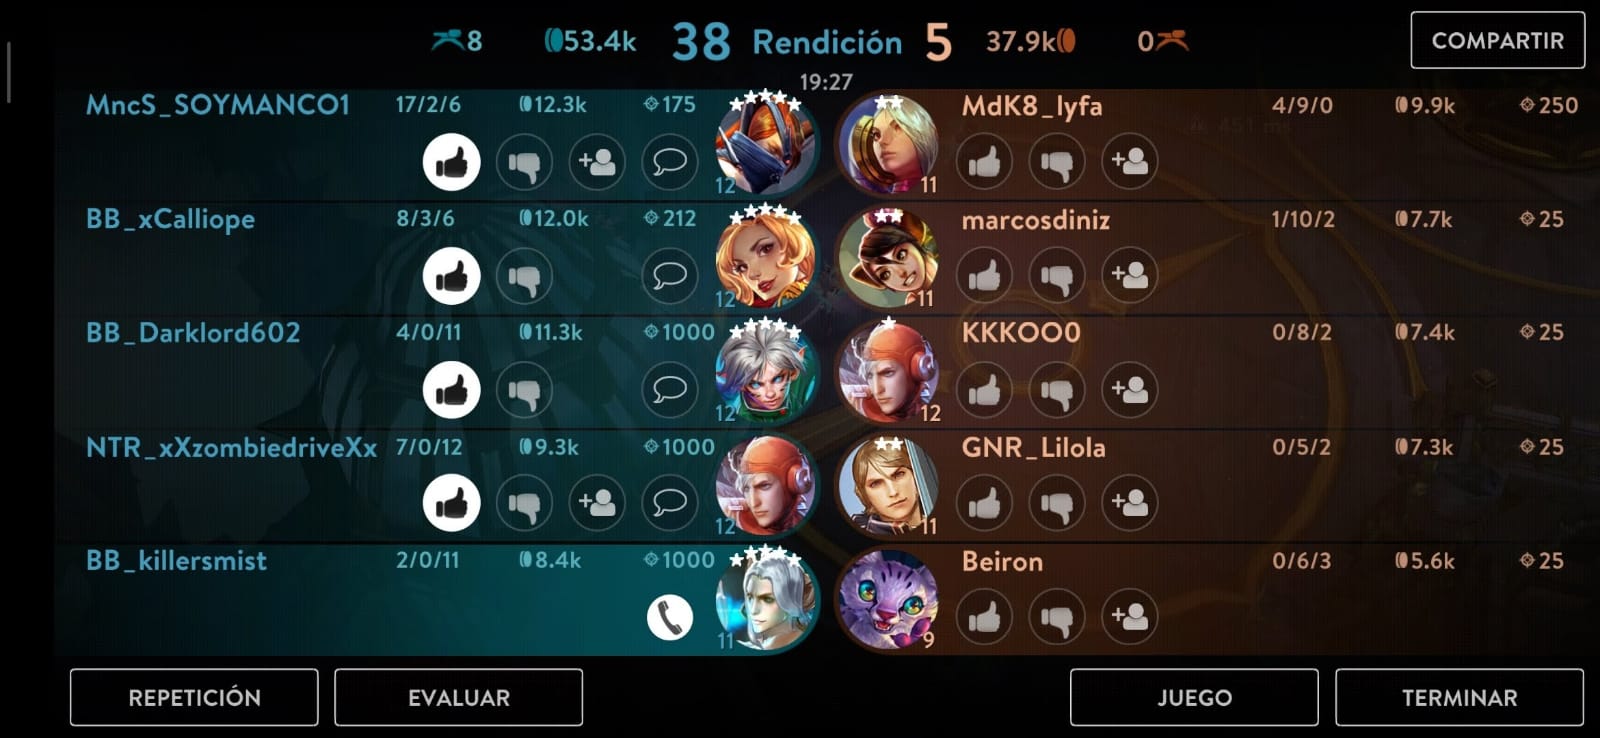 8 53.4k 38 Rendición 5 37.9k 0 COMPARTIR
19:27
MncS_SOYMANCO1 17/2/6 12.3k 175 12
MdK8_lyfa 4/9/0 9.9k 250 11
BB_xCalliope 8/3/6 12.0k 212 12
marcosdiniz 1/10/2 7.7k 25 11
BB_Darklord602 4/0/11 11.3k 1000 12
KKKOO0 0/8/2 7.4k 25 12
NTR_xXzombiedriveXx 7/0/12 9.3k 1000 12
GNR_Lilola 0/5/2 7.3k 25 11
BB_killersmist 2/0/11 8.4k 1000 11
Beiron 0/6/3 5.6k 25 9
REPETICIÓN EVALUAR JUEGO TERMINAR